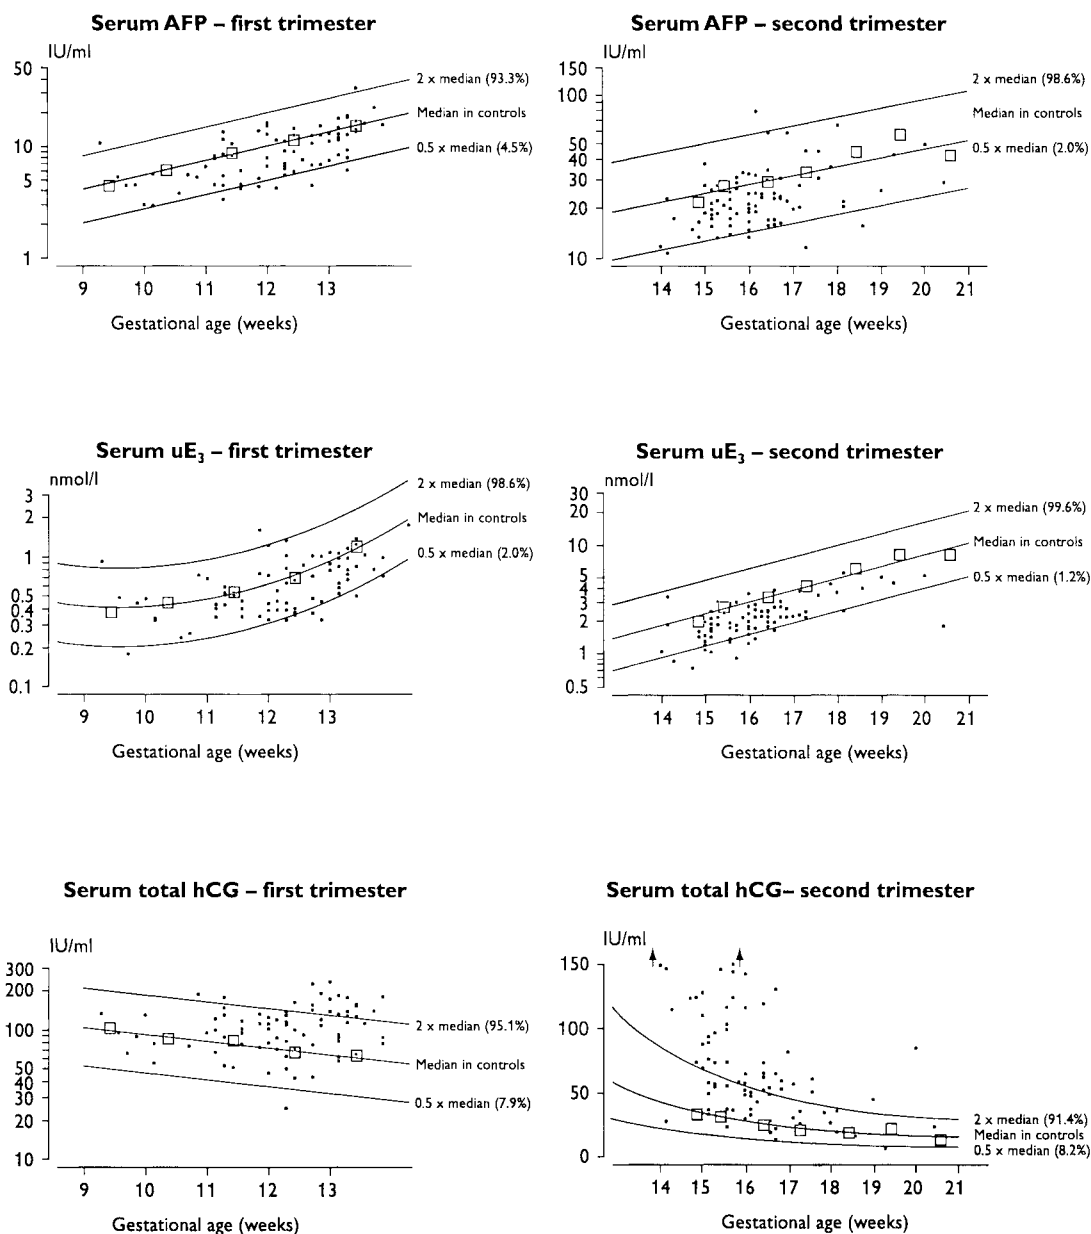 Serum AFP – first trimester
IU/ml
50
10
5
1
2 x median (93.3%)
Median in controls
0.5 x median (4.5%)
9 10 11 12 13
Gestational age (weeks)
Serum AFP – second trimester
IU/ml
150
100
50
40
30
20
10
2 x median (98.6%)
Median in controls
0.5 x median (2.0%)
14 15 16 17 18 19 20 21
Gestational age (weeks)
Serum uE3 – first trimester
nmol/l
3
2
1
0.5
0.4
0.3
0.2
0.1
2 x median (98.6%)
Median in controls
0.5 x median (2.0%)
9 10 11 12 13
Gestational age (weeks)
Serum uE3 – second trimester
nmol/l
30
20
10
5
4
3
2
1
0.5
2 x median (99.6%)
Median in controls
0.5 x median (1.2%)
14 15 16 17 18 19 20 21
Gestational age (weeks)
Serum total hCG – first trimester
IU/ml
300
200
100
50
40
30
20
10
2 x median (95.1%)
Median in controls
0.5 x median (7.9%)
9 10 11 12 13
Gestational age (weeks)
Serum total hCG– second trimester
IU/ml
150
100
50
0
2 x median (91.4%)
Median in controls
0.5 x median (8.2%)
14 15 16 17 18 19 20 21
Gestational age (weeks)